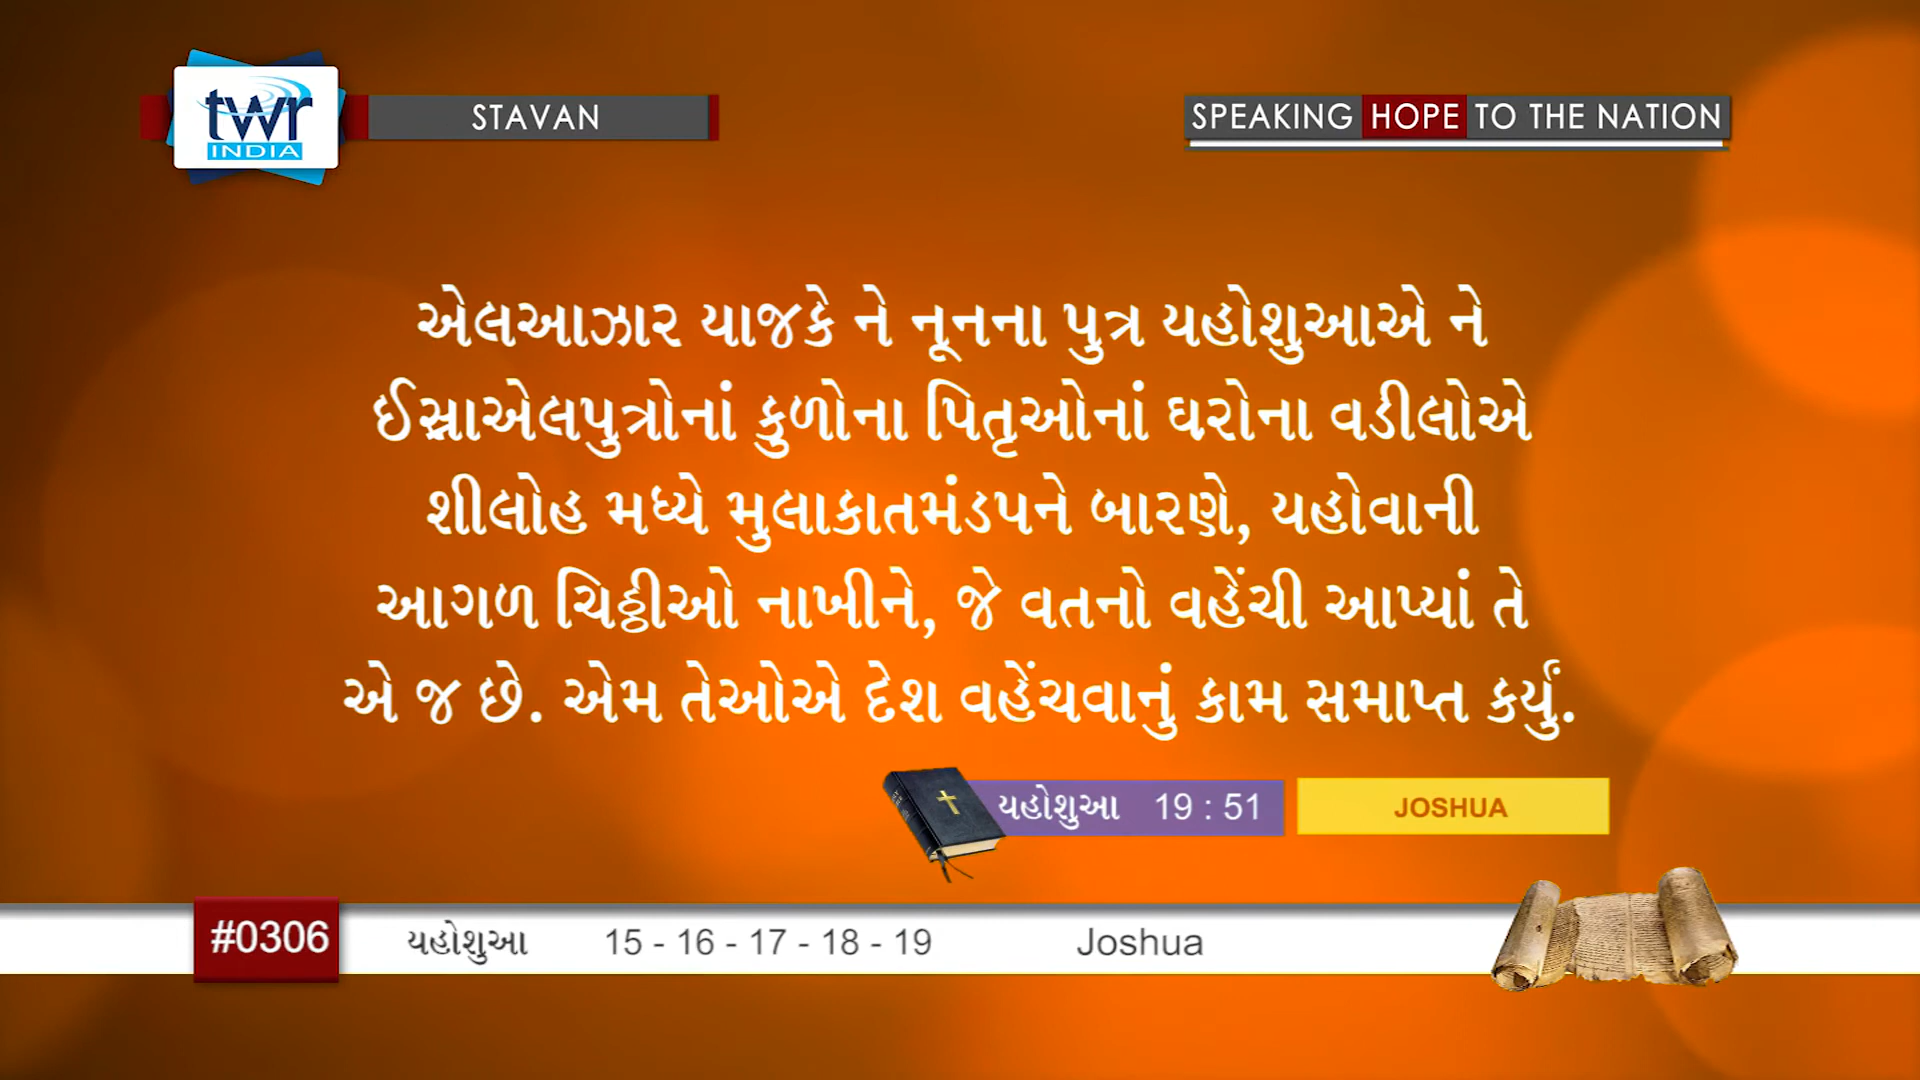 twr
INDIA
STAVAN
SPEAKING HOPE TO THE NATION
એલઆઝાર યાજકે ને નૂનના પુત્ર યહોશુઆએ ને
ઈસ્રાએલપુત્રોનાં કુળોના પિતૃઓનાં ઘરોના વડીલોએ
શીલોહ મધ્યે મુલાકાતમંડપને બારણે, યહોવાની
આગળ ચિઠ્ઠીઓ નાખીને, જે વતનો વહેંચી આપ્યાં તે
એ જ છે. એમ તેઓએ દેશ વહેંચવાનું કામ સમાપ્ત કર્યું.
યહોશુઆ 19 : 51
JOSHUA
#0306
યહોશુઆ 15 - 16 - 17 - 18 - 19 Joshua